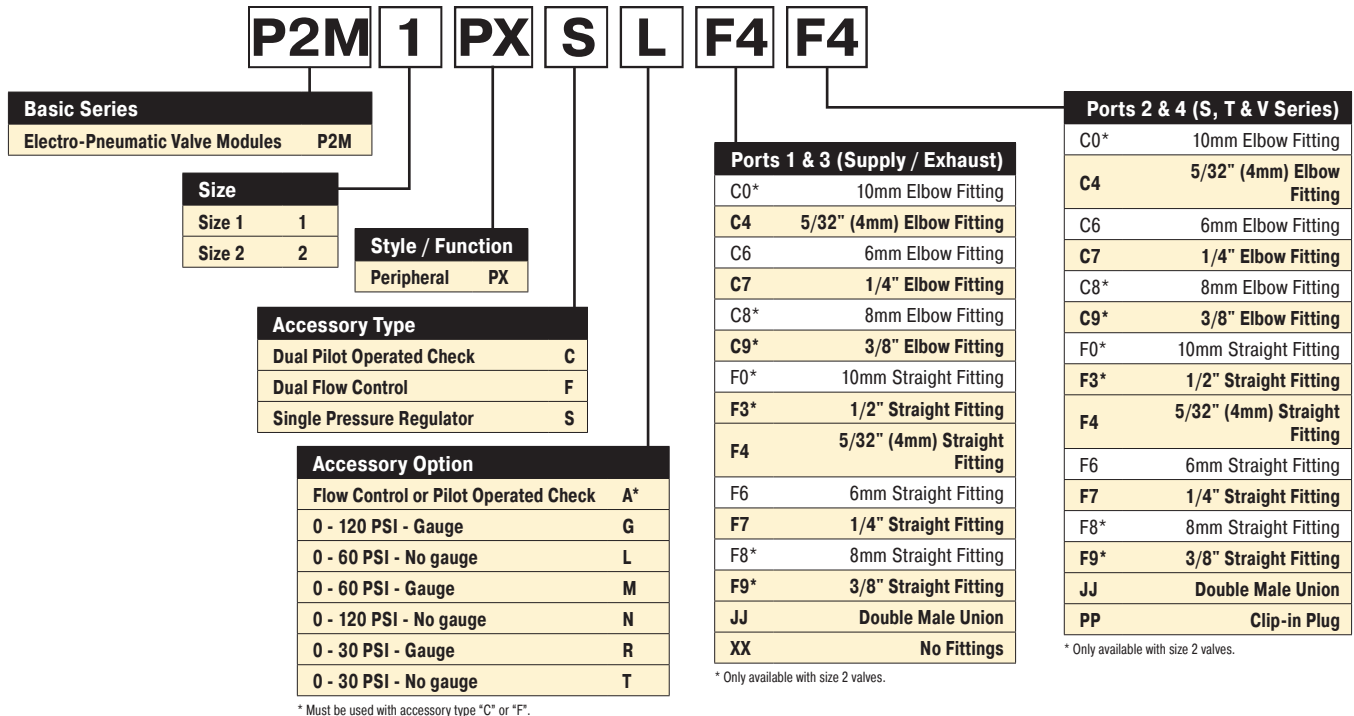 P2M 1 PX S L F4 F4
Basic Series
Electro-Pneumatic Valve Modules P2M
Size
Size 1 1
Size 2 2
Style / Function
Peripheral PX
Accessory Type
Dual Pilot Operated Check C
Dual Flow Control F
Single Pressure Regulator S
Accessory Option
Flow Control or Pilot Operated Check A*
0 - 120 PSI - Gauge G
0 - 60 PSI - No gauge L
0 - 60 PSI - Gauge M
0 - 120 PSI - No gauge N
0 - 30 PSI - Gauge R
0 - 30 PSI - No gauge T
* Must be used with accessory type “C” or “F”.
Ports 1 & 3 (Supply / Exhaust)
C0* 10mm Elbow Fitting
C4 5/32" (4mm) Elbow Fitting
C6 6mm Elbow Fitting
C7 1/4" Elbow Fitting
C8* 8mm Elbow Fitting
C9* 3/8" Elbow Fitting
F0* 10mm Straight Fitting
F3* 1/2" Straight Fitting
F4 5/32" (4mm) Straight
Fitting
F6 6mm Straight Fitting
F7 1/4" Straight Fitting
F8* 8mm Straight Fitting
F9* 3/8" Straight Fitting
JJ Double Male Union
XX No Fittings
* Only available with size 2 valves.
Ports 2 & 4 (S, T & V Series)
C0* 10mm Elbow Fitting
C4 5/32" (4mm) Elbow
Fitting
C6 6mm Elbow Fitting
C7 1/4" Elbow Fitting
C8* 8mm Elbow Fitting
C9* 3/8" Elbow Fitting
F0* 10mm Straight Fitting
F3* 1/2" Straight Fitting
F4 5/32" (4mm) Straight
Fitting
F6 6mm Straight Fitting
F7 1/4" Straight Fitting
F8* 8mm Straight Fitting
F9* 3/8" Straight Fitting
JJ Double Male Union
PP Clip-in Plug
* Only available with size 2 valves.